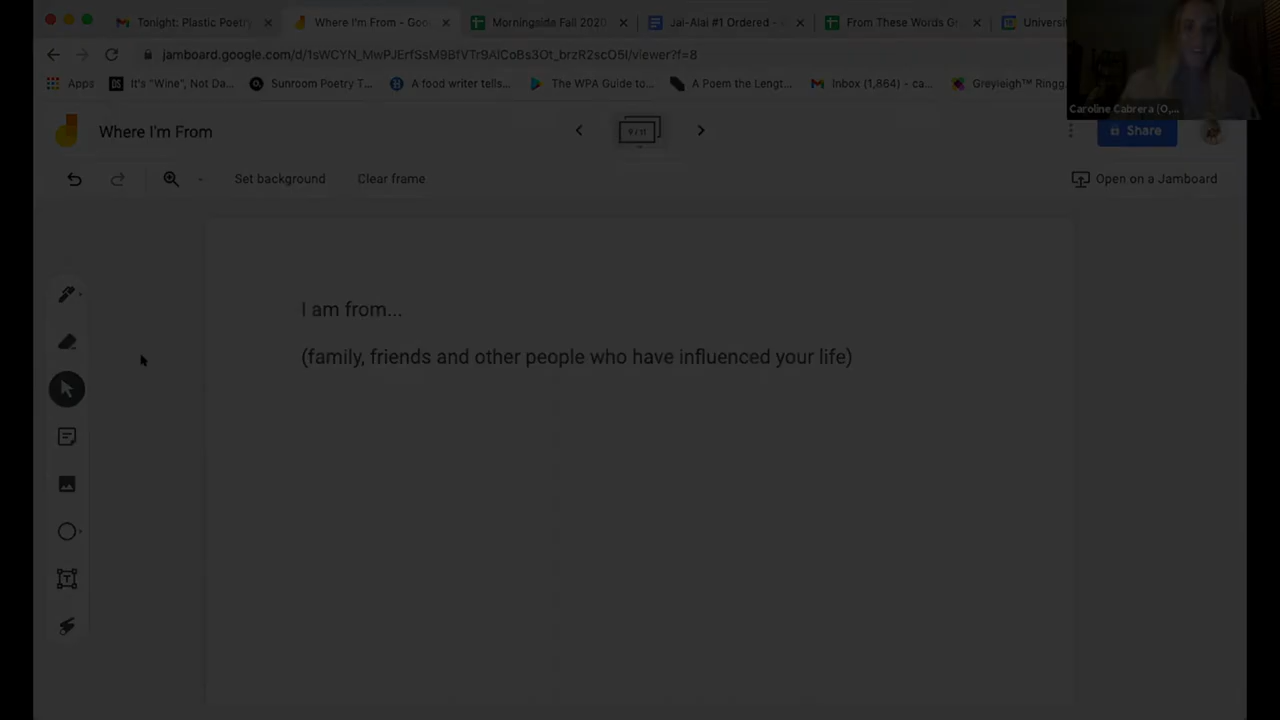 Tonight: Plastic Poetry
Where I'm From - Goo
Morningside Fall 2020
Jai-Alai #1 Ordered -
From These Words Gr
Universi
jamboard.google.com/d/1sWCYN_MwPJErfSsM9BfVTr9AlCoBs3Ot_brzR2scO5I/viewer?f=8
Apps
It's "Wine", Not Da...
Sunroom Poetry T...
A food writer tells...
The WPA Guide to...
A Poem the Lengt...
Inbox (1,864) - ca...
Greyleigh™ Ringg
Caroline Cabrera (O,...
Where I'm From
9 / 11
Share
Set background
Clear frame
Open on a Jamboard
I am from...
(family, friends and other people who have influenced your life)